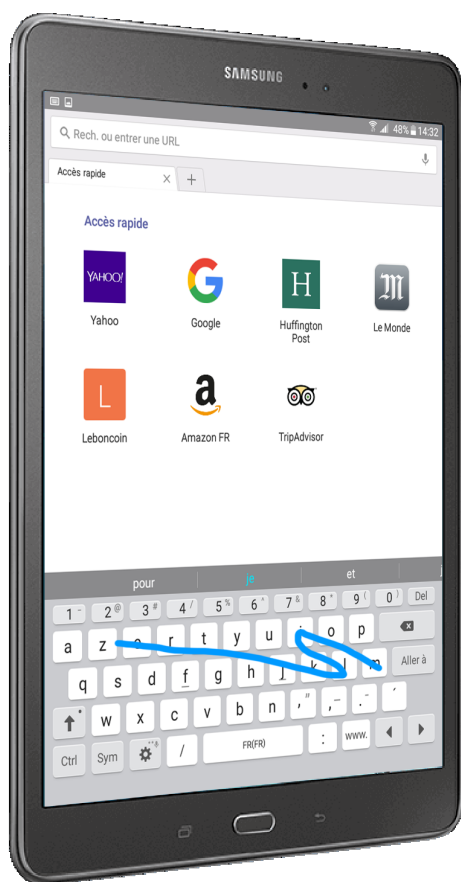 SAMSUNG
48% 14:32
Rech. ou entrer une URL
Accès rapide
Accès rapide
YAHOO!
G
H
M
Yahoo
Google
Huffington
Post
Le Monde
L
a
Leboncoin
Amazon FR
TripAdvisor
pour je et
1 - 2 @ 3 # 4 / 5 % 6 ^ 7 & 8 * 9 ( 0 ) Del
a z e r t y u i o p
q s d f g h j k l m Aller à
w x c v b n , " , _ . - ´
Ctrl Sym / FR(FR) : www.